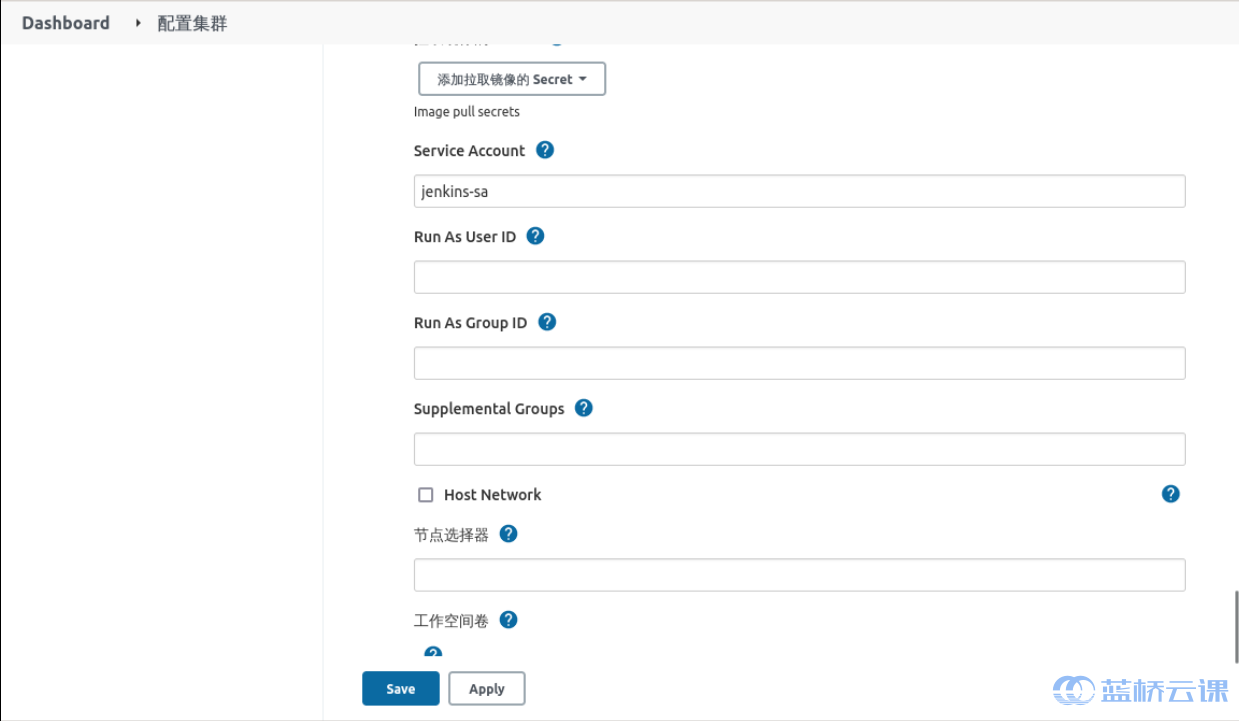 Dashboard
配置集群
添加拉取镜像的 Secret
Image pull secrets
Service Account
jenkins-sa
Run As User ID
Run As Group ID
Supplemental Groups
Host Network
节点选择器
工作空间卷
Save
Apply
蓝桥云课